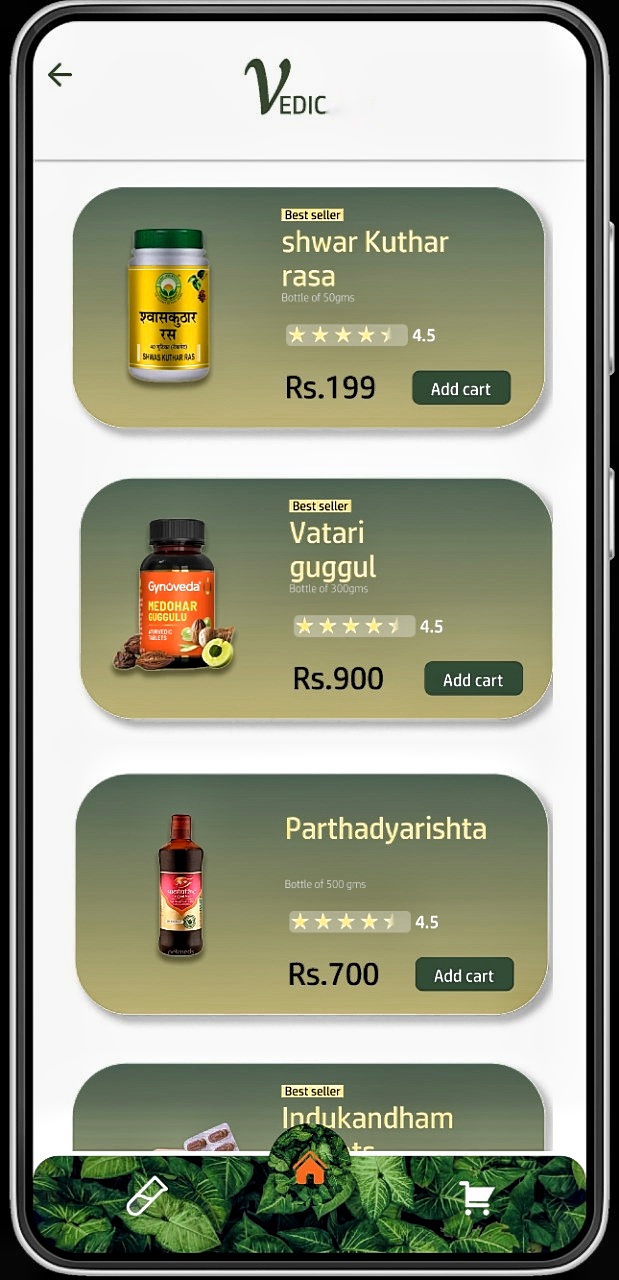 VEDIC
Best seller
shwar Kuthar
rasa
Bottle of 50gms
4.5
Rs.199
Add cart
श्वासकुठार
रस
SHWAS KUTHAR RAS
Best seller
Vatari
guggul
Bottle of 300gms
4.5
Rs.900
Add cart
Gynoveda
MEDOHAR
GUGGULU
AYURVEDIC
TABLETS
Parthadyarishta
Bottle of 500 gms
4.5
Rs.700
Add cart
Best seller
Indukandham